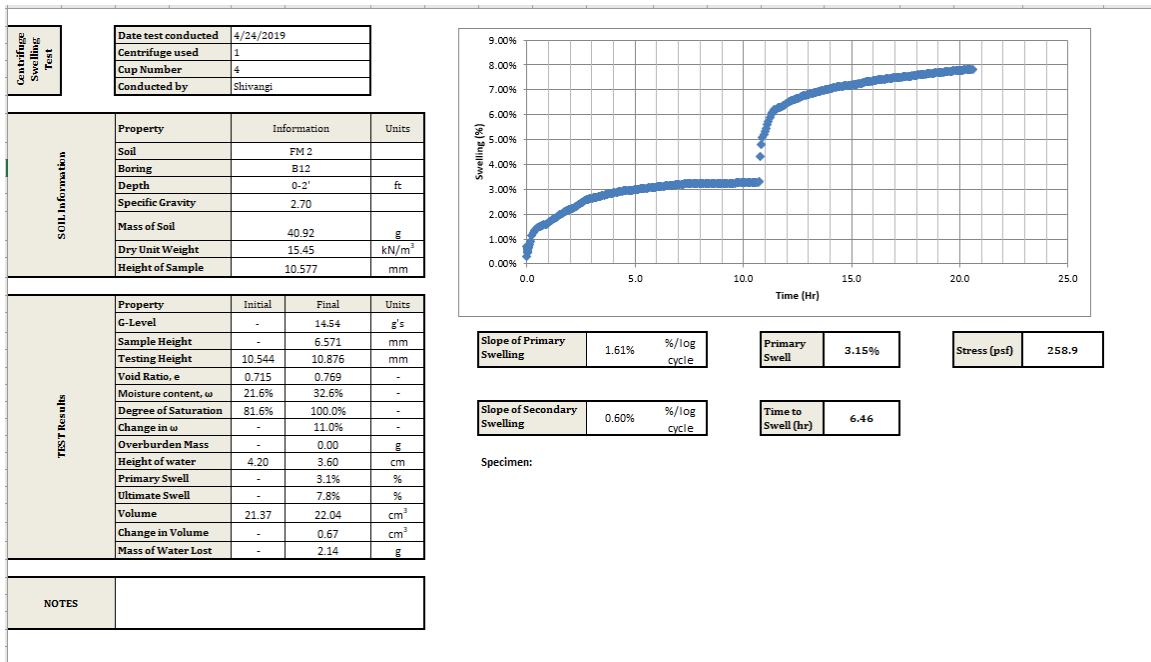 Centrifuge
Swelling
Test
Date test conducted 4/24/2019
Centrifuge used 1
Cup Number 4
Conducted by Shivangi
SOIL Information
Property Information Units
Soil FM 2
Boring B12
Depth 0-2' ft
Specific Gravity 2.70
Mass of Soil 40.92 g
Dry Unit Weight 15.45 kN/m³
Height of Sample 10.577 mm
TEST Results
Property Initial Final Units
G-Level - 14.54 g's
Sample Height - 6.571 mm
Testing Height 10.544 10.876 mm
Void Ratio, e 0.715 0.769 -
Moisture content, ω 21.6% 32.6% -
Degree of Saturation 81.6% 100.0% -
Change in ω - 11.0% -
Overburden Mass - 0.00 g
Height of water 4.20 3.60 cm
Primary Swell - 3.1% %
Ultimate Swell - 7.8% %
Volume 21.37 22.04 cm³
Change in Volume - 0.67 cm³
Mass of Water Lost - 2.14 g
NOTES
9.00%
8.00%
7.00%
6.00%
5.00%
4.00%
3.00%
2.00%
1.00%
0.00%
Swelling (%)
0.0 5.0 10.0 15.0 20.0 25.0
Time (Hr)
Slope of Primary
Swelling
1.61%
%/log
cycle
Primary
Swell
3.15%
Stress (psf) 258.9
Slope of Secondary
Swelling
0.60%
%/log
cycle
Time to
Swell (hr)
6.46
Specimen: